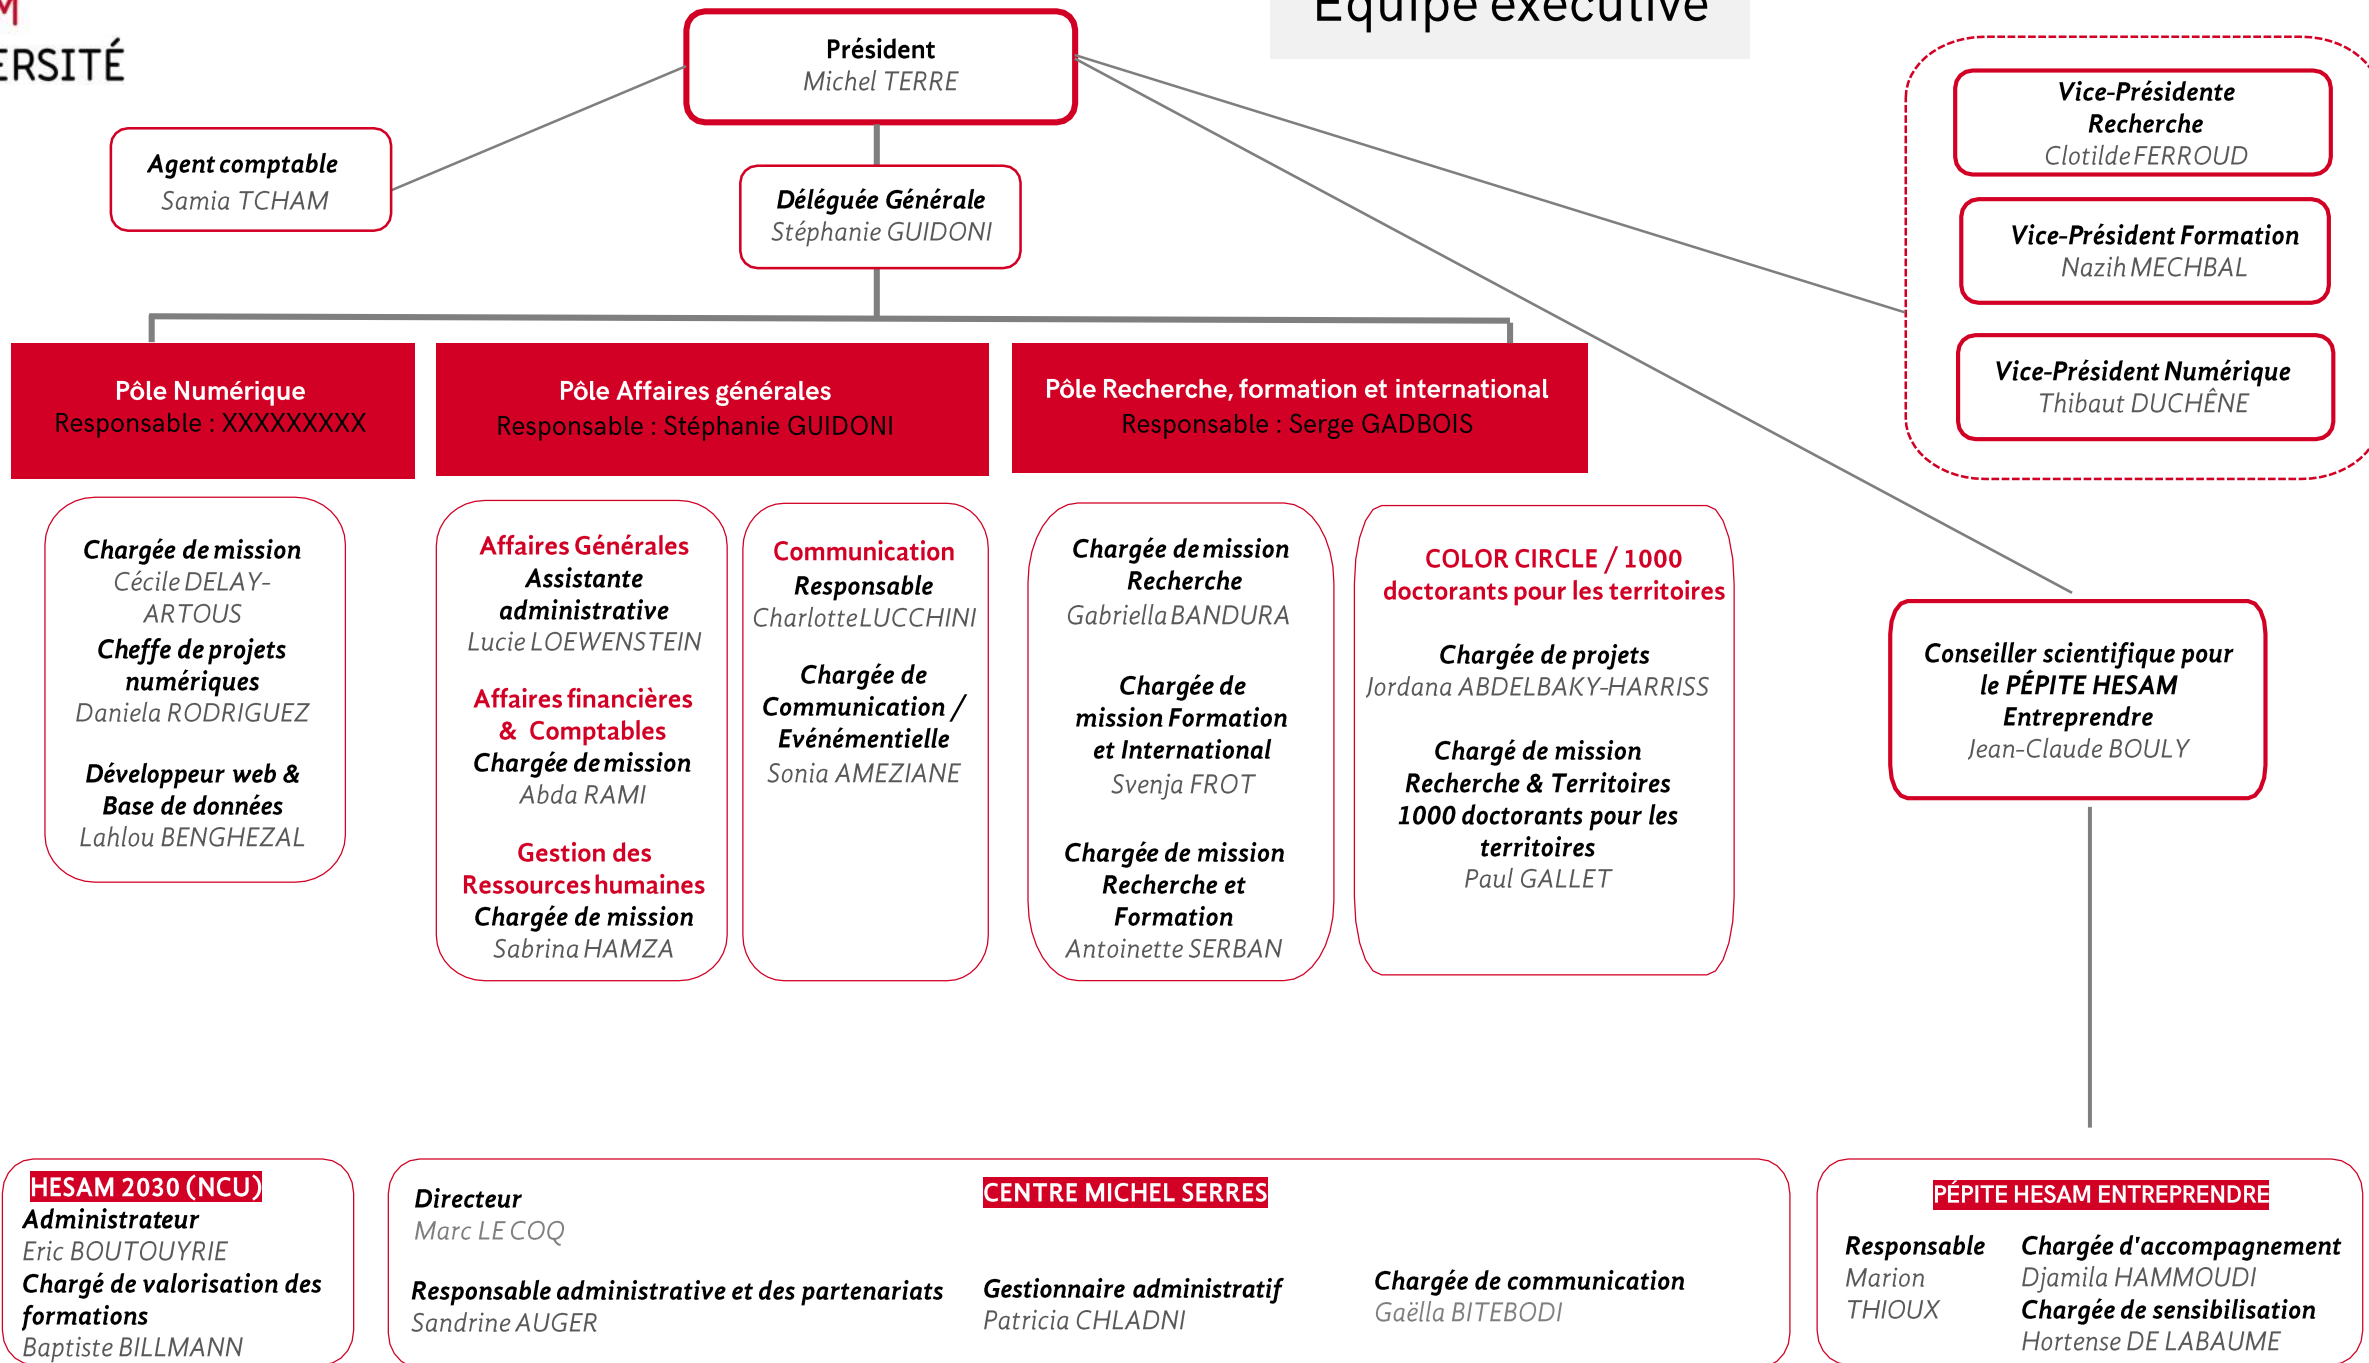 M
ERSITÉ
Equipe exécutive
Président
Michel TERRE
Agent comptable
Samia TCHAM
Déléguée Générale
Stéphanie GUIDONI
Vice-Présidente
Recherche
Clotilde FERROUD
Vice-Président Formation
Nazih MECHBAL
Vice-Président Numérique
Thibaut DUCHÊNE
Pôle Numérique
Responsable : XXXXXXXXX
Pôle Affaires générales
Responsable : Stéphanie GUIDONI
Pôle Recherche, formation et international
Responsable : Serge GADBOIS
Chargée de mission
Cécile DELAY-
ARTOUS
Cheffe de projets
numériques
Daniela RODRIGUEZ
Développeur web &
Base de données
Lahlou BENGHEZAL
Affaires Générales
Assistante
administrative
Lucie LOEWENSTEIN
Affaires financières
& Comptables
Chargée de mission
Abda RAMI
Gestion des
Ressources humaines
Chargée de mission
Sabrina HAMZA
Communication
Responsable
Charlotte LUCCHINI
Chargée de
Communication /
Evénémentielle
Sonia AMEZIANE
Chargée de mission
Recherche
Gabriella BANDURA
Chargée de
mission Formation
et International
Svenja FROT
Chargée de mission
Recherche et
Formation
Antoinette SERBAN
COLOR CIRCLE / 1000
doctorants pour les territoires
Chargée de projets
Jordana ABDELBAKY-HARRISS
Chargé de mission
Recherche & Territoires
1000 doctorants pour les
territoires
Paul GALLET
Conseiller scientifique pour
le PÉPITE HESAM
Entreprendre
Jean-Claude BOULY
HESAM 2030 (NCU)
Administrateur
Eric BOUTOUYRIE
Chargé de valorisation des
formations
Baptiste BILLMANN
CENTRE MICHEL SERRES
Directeur
Marc LE COQ
Responsable administrative et des partenariats
Sandrine AUGER
Gestionnaire administratif
Patricia CHLADNI
Chargée de communication
Gaëlla BITEBODI
PÉPITE HESAM ENTREPRENDRE
Responsable
Marion
THIOUX
Chargée d'accompagnement
Djamila HAMMOUDI
Chargée de sensibilisation
Hortense DE LABAUME